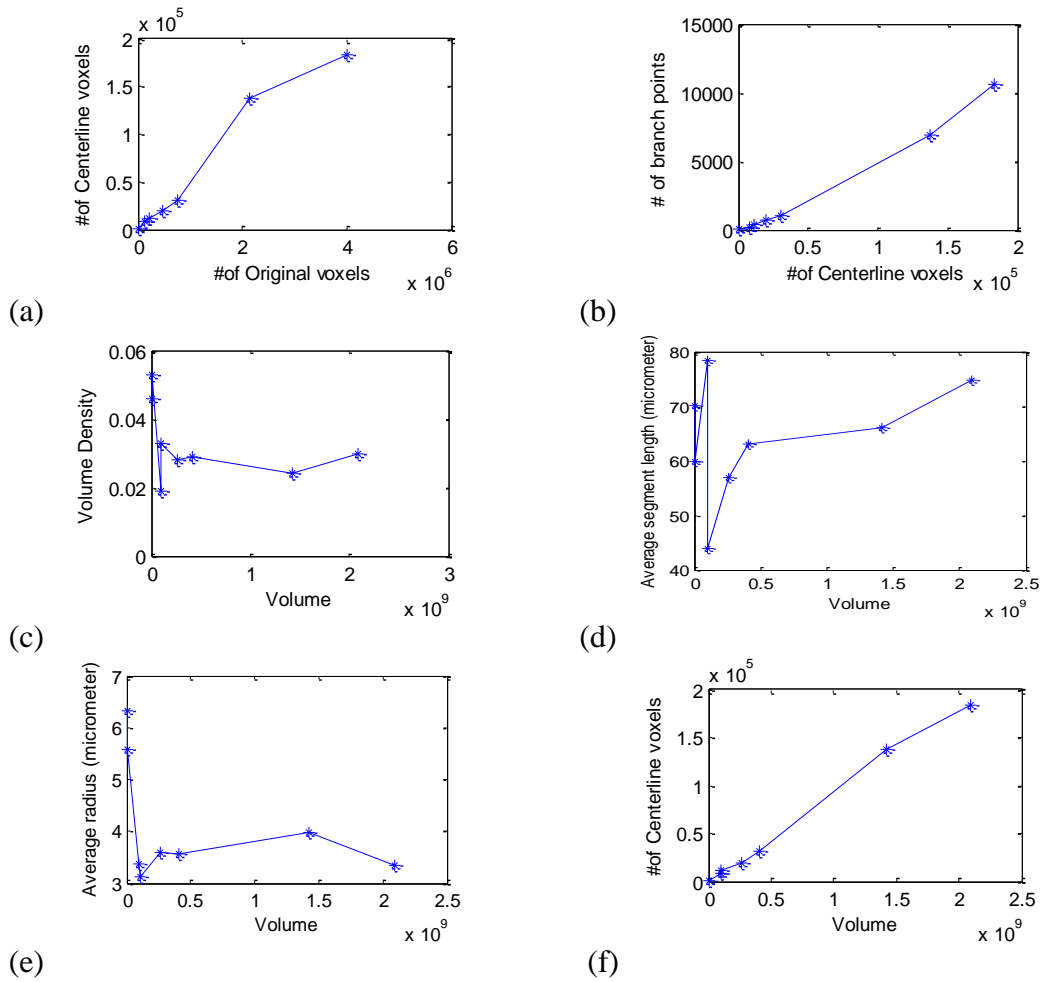 x 10^5
2
1.5
1
0.5
0
0
2
4
6
#of Centerline voxels
#of Original voxels
x 10^6
(a)
15000
10000
5000
0
0
0.5
1
1.5
2
# of branch points
#of Centerline voxels
x 10^5
(b)
0.06
0.04
0.02
0
0
1
2
3
Volume Density
Volume
x 10^9
(c)
80
70
60
50
40
0
0.5
1
1.5
2
2.5
Average segment length (micrometer)
Volume
x 10^9
(d)
7
6
5
4
3
0
0.5
1
1.5
2
2.5
Average radius (micrometer)
Volume
x 10^9
(e)
x 10^5
2
1.5
1
0.5
0
0
0.5
1
1.5
2
2.5
#of Centerline voxels
Volume
x 10^9
(f)